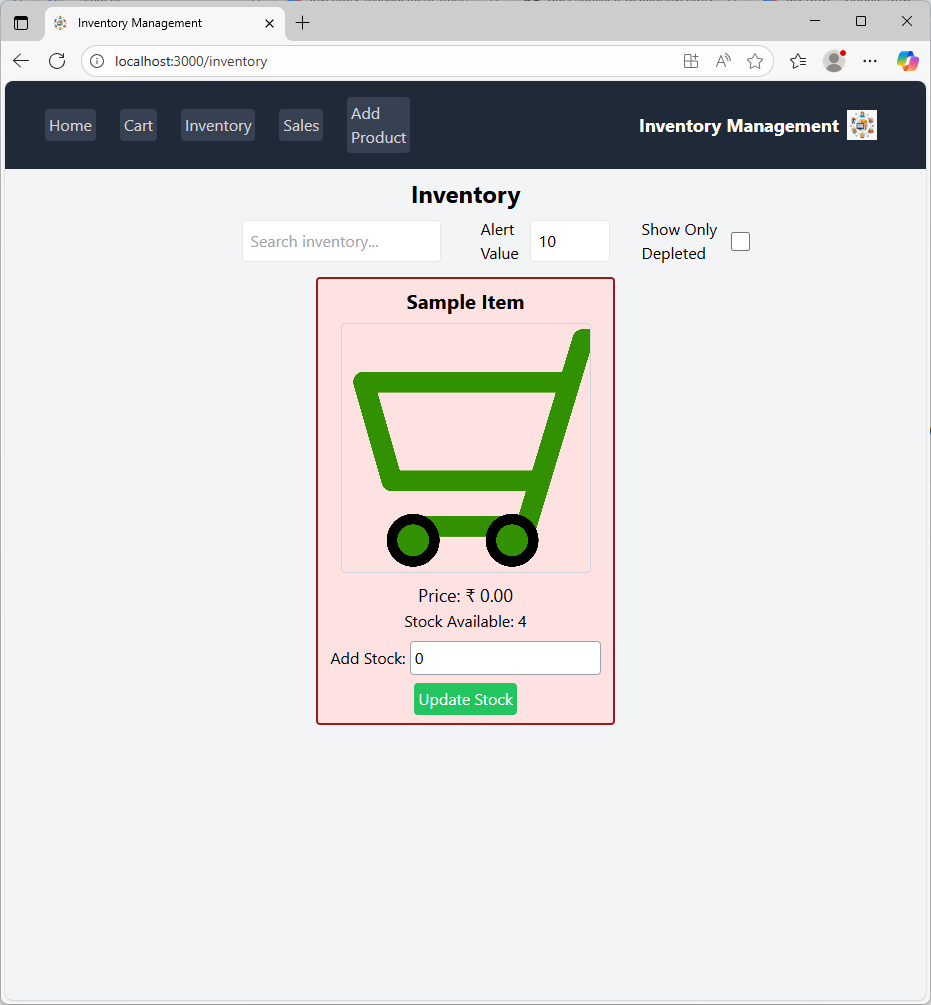 Inventory Management
localhost:3000/inventory
Home
Cart
Inventory
Sales
Add
Product
Inventory Management
Inventory
Search inventory...
Alert
Value
10
Show Only
Depleted
Sample Item
Price: ₹ 0.00
Stock Available: 4
Add Stock: 0
Update Stock